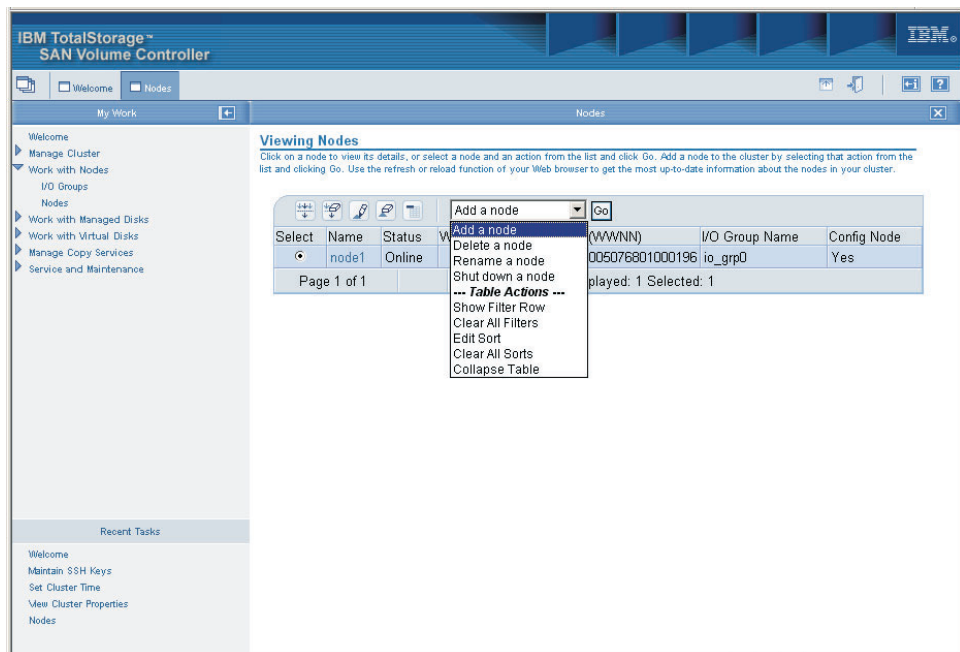 IBM TotalStorage™
SAN Volume Controller
IBM®
Welcome
Nodes
?
My Work
Nodes
Welcome
Manage Cluster
Work with Nodes
I/O Groups
Nodes
Work with Managed Disks
Work with Virtual Disks
Manage Copy Services
Service and Maintenance
Viewing Nodes
Click on a node to view its details, or select a node and an action from the list and click Go. Add a node to the cluster by selecting that action from the
list and clicking Go. Use the refresh or reload function of your Web browser to get the most up-to-date information about the nodes in your cluster.
Add a node Go
Select Name Status W (WWNN) I/O Group Name Config Node
node1 Online 005076801000196 io_grp0 Yes
Page 1 of 1 played: 1 Selected: 1
Add a node
Delete a node
Rename a node
Shut down a node
--- Table Actions ---
Show Filter Row
Clear All Filters
Edit Sort
Clear All Sorts
Collapse Table
Recent Tasks
Welcome
Maintain SSH Keys
Set Cluster Time
View Cluster Properties
Nodes